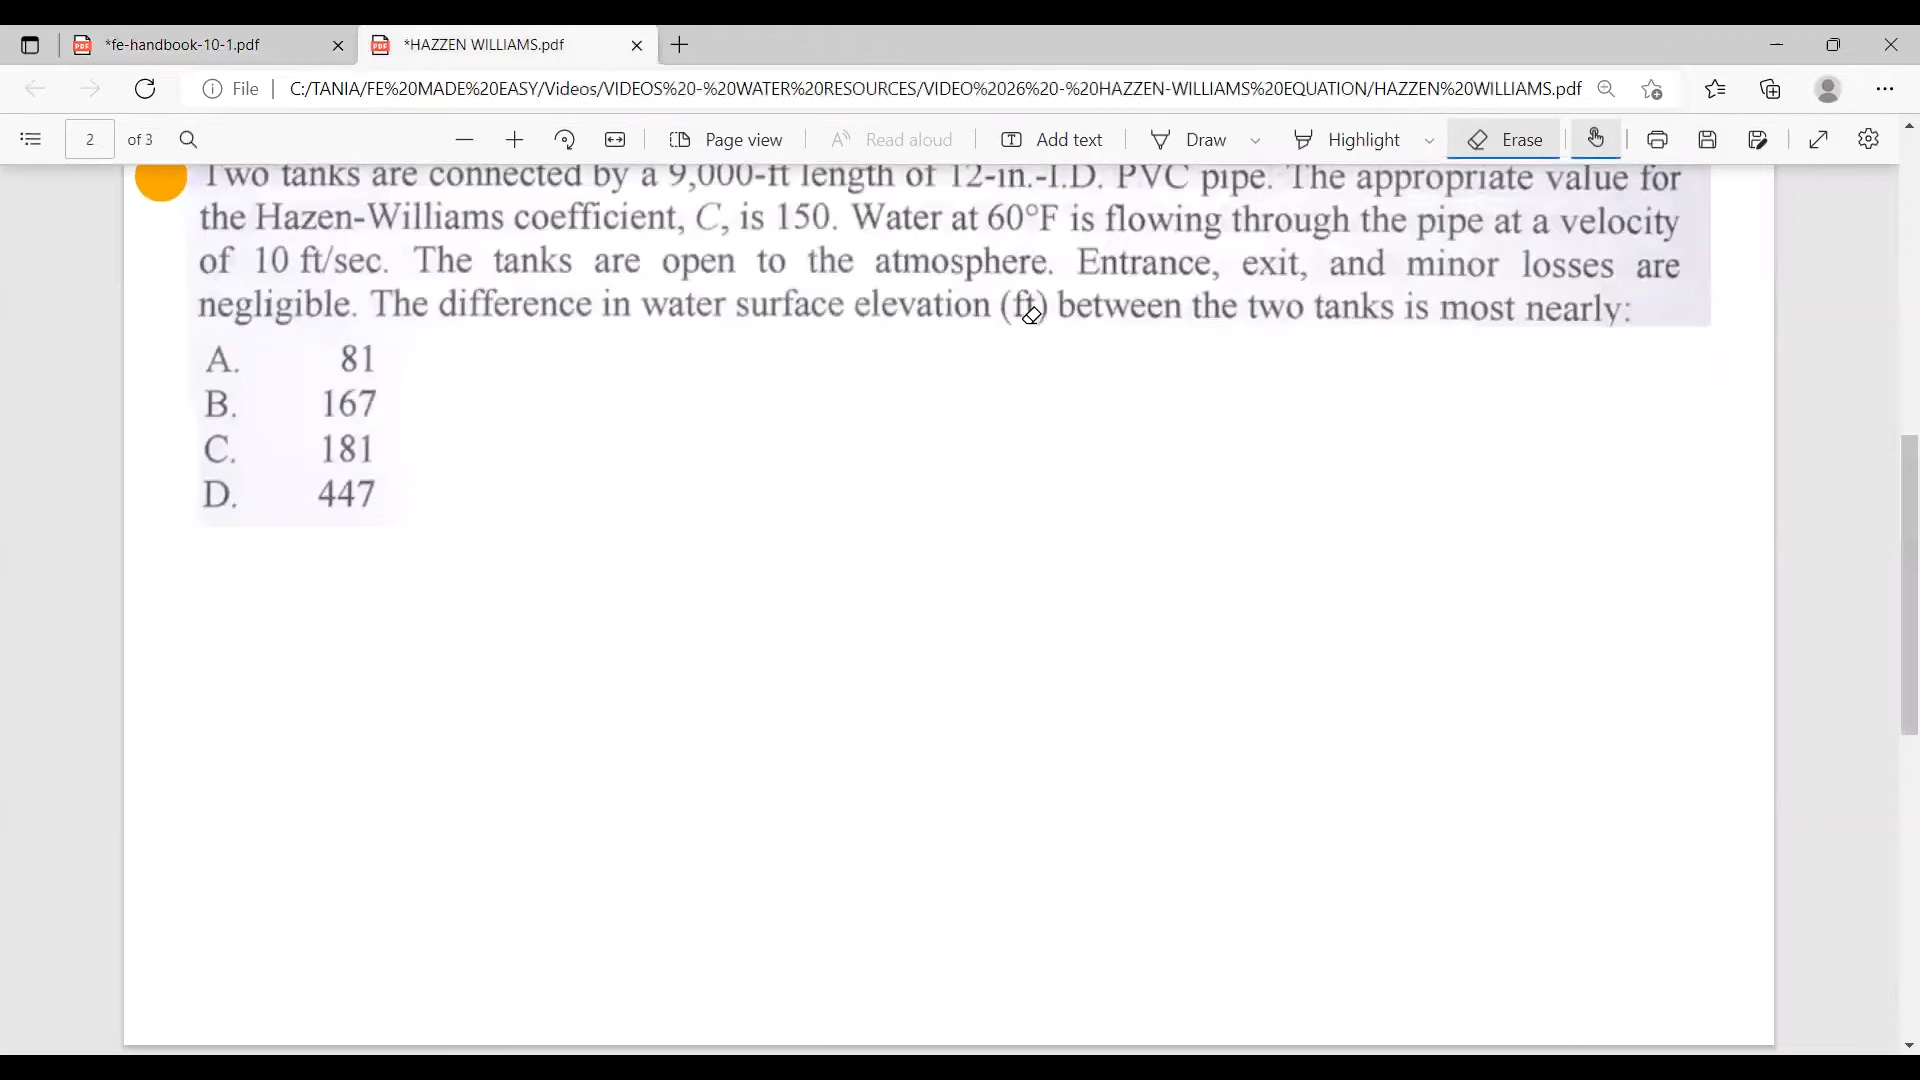 *fe-handbook-10-1.pdf
*HAZZEN WILLIAMS.pdf
File
C:/TANIA/FE%20MADE%20EASY/Videos/VIDEOS%20-%20WATER%20RESOURCES/VIDEO%2026%20-%20HAZZEN-WILLIAMS%20EQUATION/HAZZEN%20WILLIAMS.pdf
2 of 3
Page view
Read aloud
Add text
Draw
Highlight
Erase
Two tanks are connected by a 9,000-ft length of 12-in.-I.D. PVC pipe. The appropriate value for
the Hazen-Williams coefficient, C, is 150. Water at 60°F is flowing through the pipe at a velocity
of 10 ft/sec. The tanks are open to the atmosphere. Entrance, exit, and minor losses are
negligible. The difference in water surface elevation (ft) between the two tanks is most nearly:
A. 81
B. 167
C. 181
D. 447